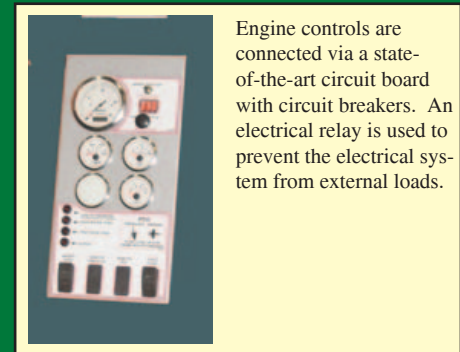 Engine controls are
connected via a state-
of-the-art circuit board
with circuit breakers.  An
electrical relay is used to
prevent the electrical sys-
tem from external loads.